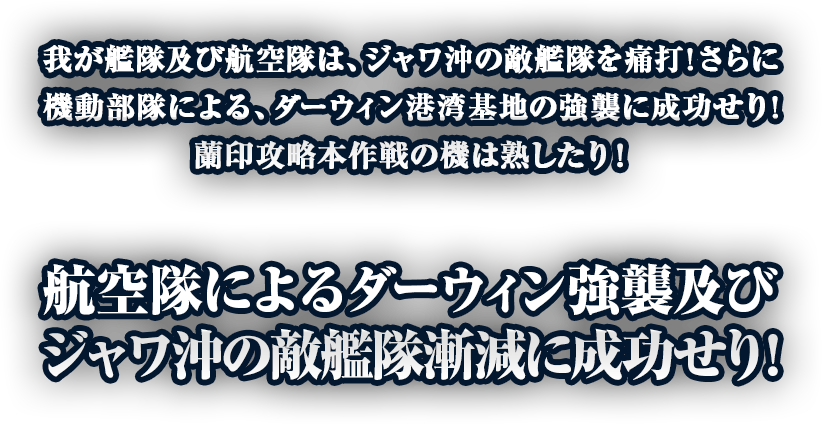 我が艦隊及び航空隊は、ジャワ沖の敵艦隊を痛打！さらに
機動部隊による、ダーウィン港湾基地の強襲に成功せり！
蘭印攻略本作戦の機は熟したり！
航空隊によるダーウィン強襲及び
ジャワ沖の敵艦隊漸減に成功せり！